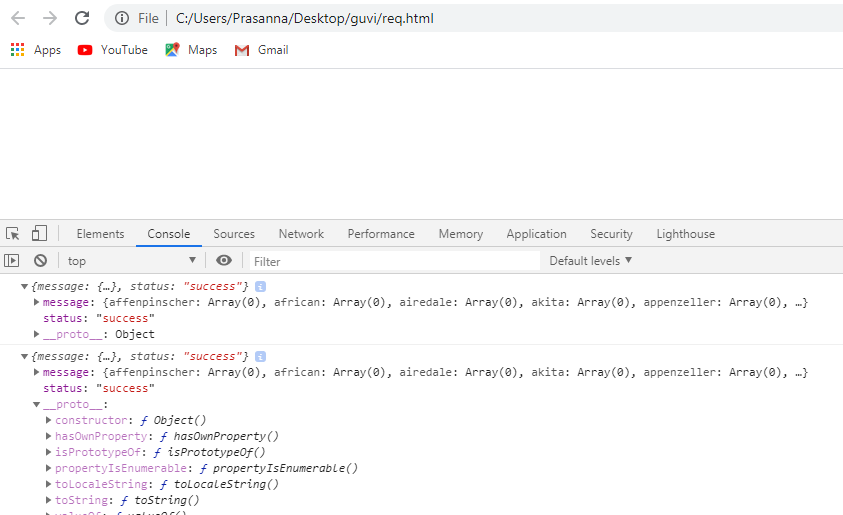 File | C:/Users/Prasanna/Desktop/guvi/req.html
Apps YouTube Maps Gmail
Elements Console Sources Network Performance Memory Application Security Lighthouse
top Filter Default levels
{message: {…}, status: "success"}
message: {affenpinscher: Array(0), african: Array(0), airedale: Array(0), akita: Array(0), appenzeller: Array(0), …}
status: "success"
__proto__: Object
{message: {…}, status: "success"}
message: {affenpinscher: Array(0), african: Array(0), airedale: Array(0), akita: Array(0), appenzeller: Array(0), …}
status: "success"
__proto__:
constructor: ƒ Object()
hasOwnProperty: ƒ hasOwnProperty()
isPrototypeOf: ƒ isPrototypeOf()
propertyIsEnumerable: ƒ propertyIsEnumerable()
toLocaleString: ƒ toLocaleString()
toString: ƒ toString()